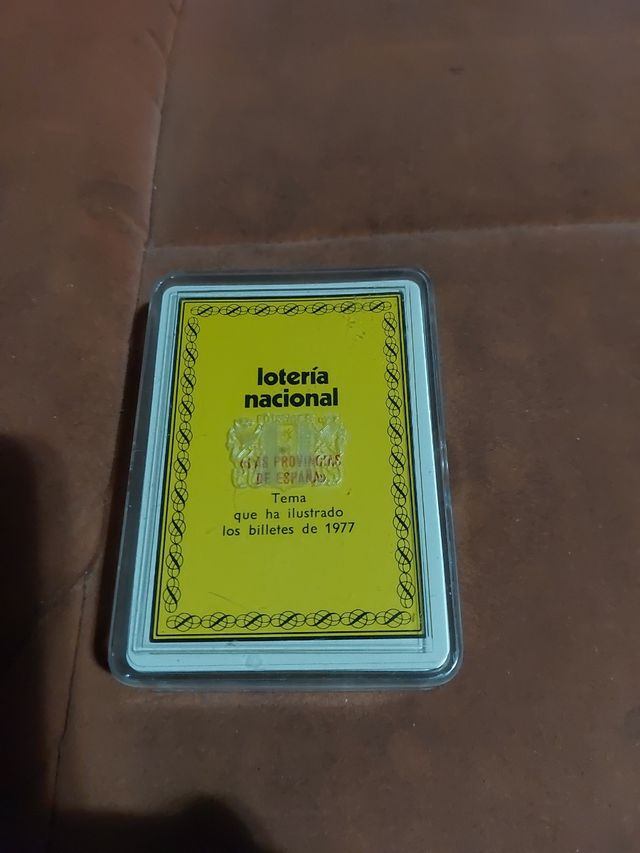 lotería
nacional
«LAS PROVINCIAS
DE ESPAÑA»
Tema
que ha ilustrado
los billetes de 1977